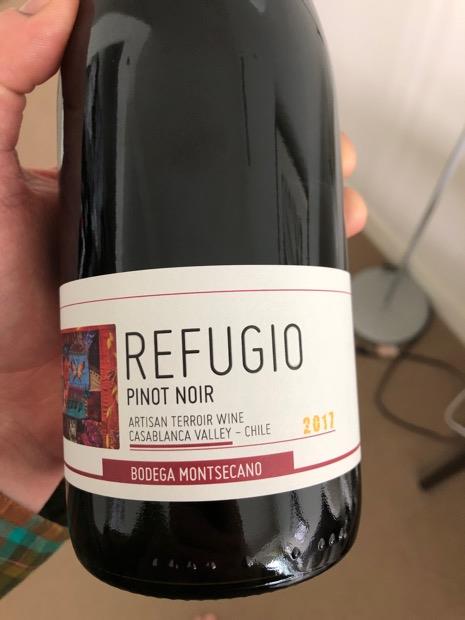 REFUGIO
PINOT NOIR
ARTISAN TERROIR WINE
CASABLANCA VALLEY – CHILE
2017
BODEGA MONTSECANO